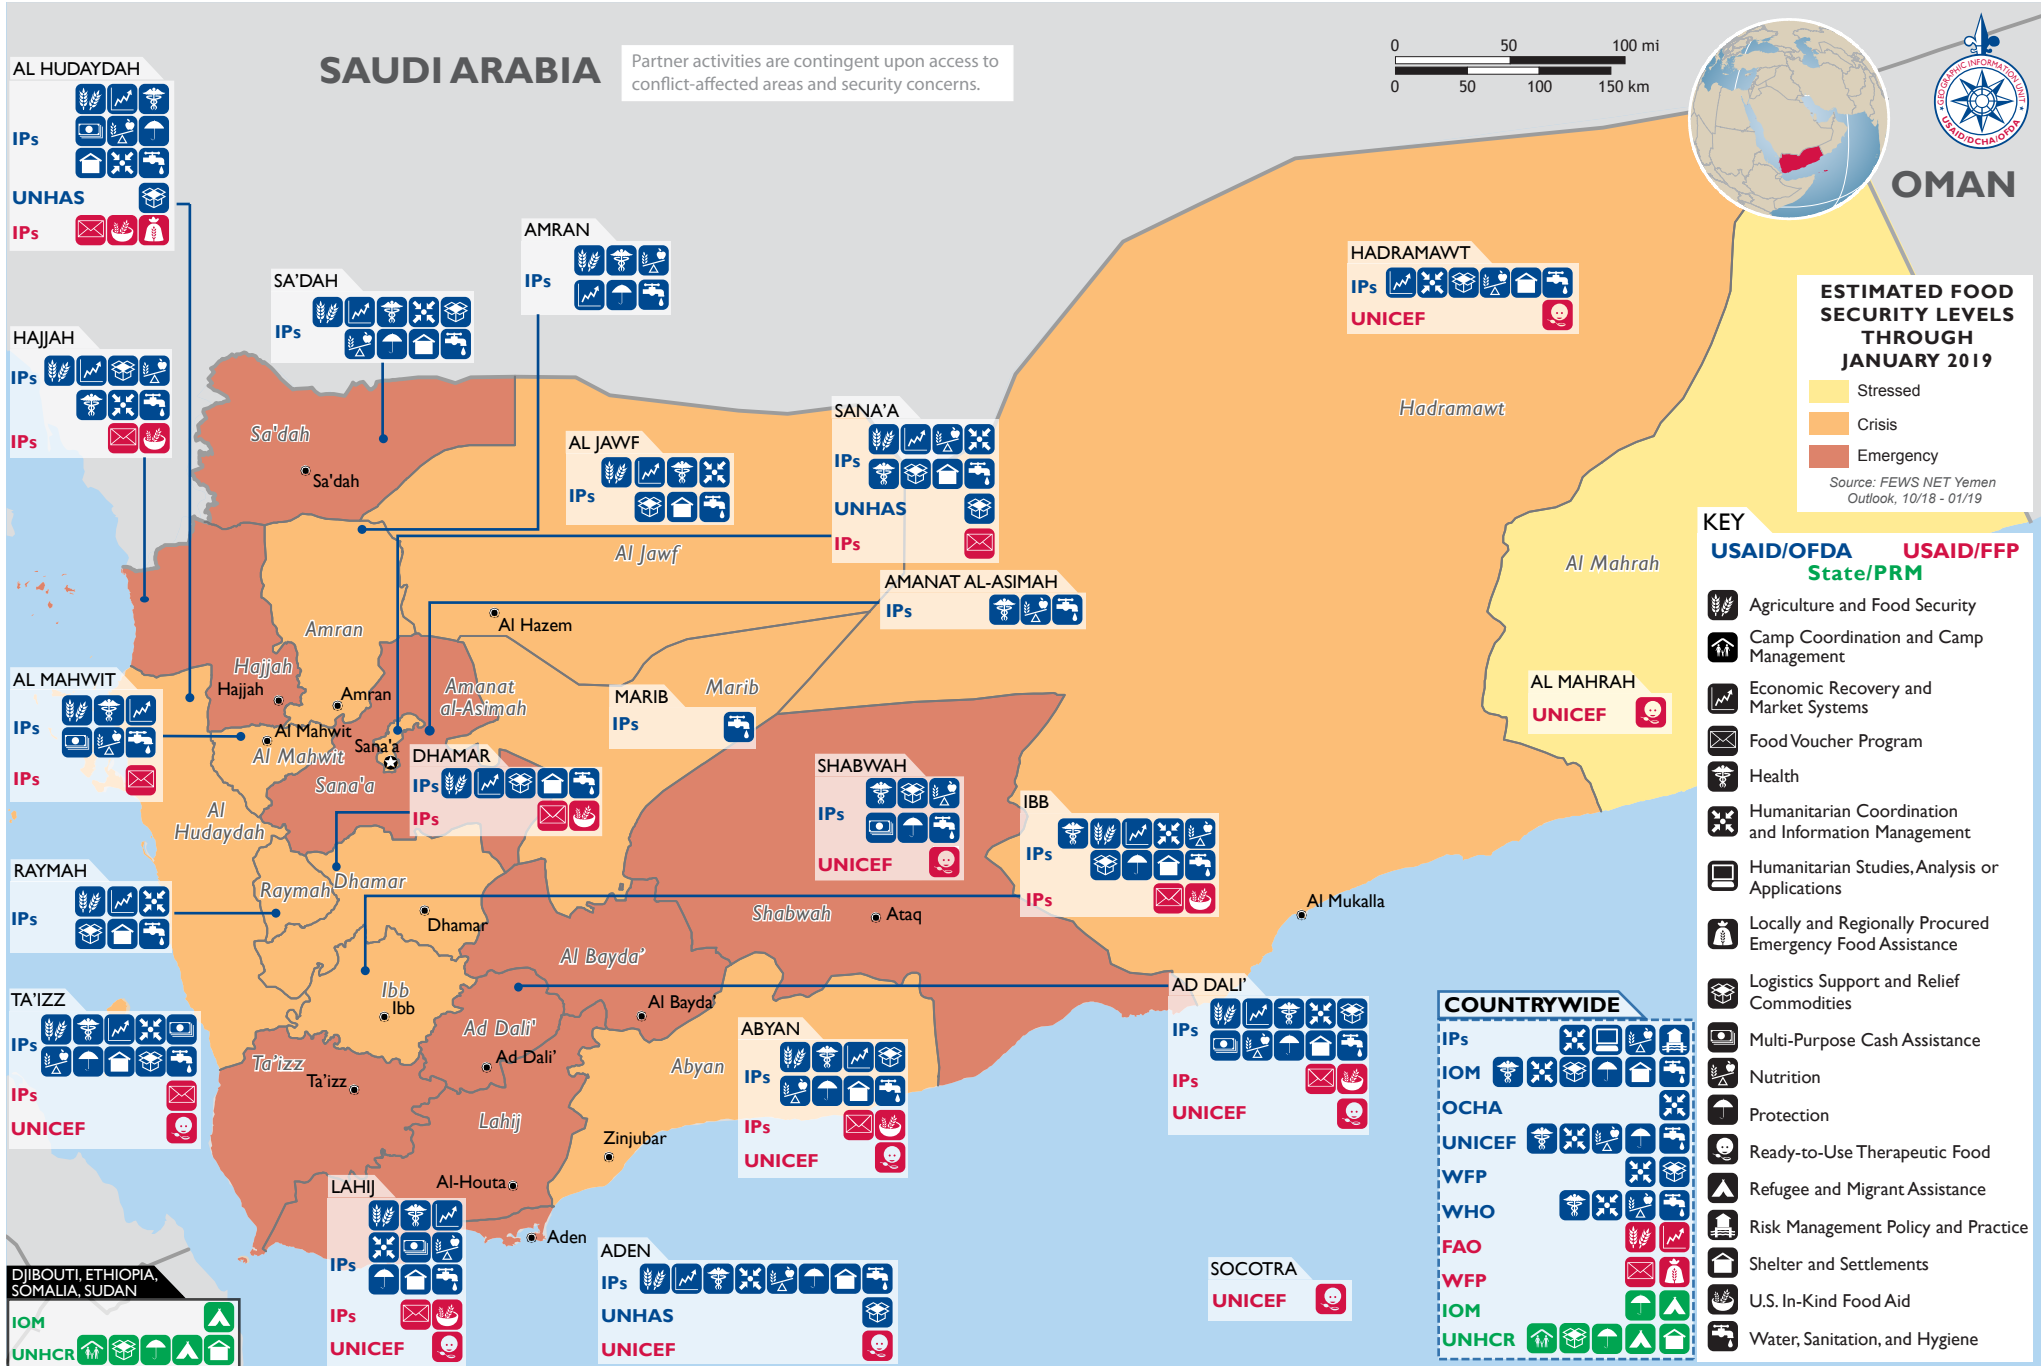 SAUDI ARABIA
Partner activities are contingent upon access to
conflict-affected areas and security concerns.
0 50 100 mi
0 50 100 150 km
GEOGRAPHIC INFORMATION UNIT
USAID/DCHA/OFDA
OMAN
AL HUDAYDAH
IPs
UNHAS
IPs
AMRAN
IPs
SA'DAH
IPs
HAJJAH
IPs
IPs
HADRAMAWT
IPs
UNICEF
ESTIMATED FOOD
SECURITY LEVELS
THROUGH
JANUARY 2019
Stressed
Crisis
Emergency
Source: FEWS NET Yemen
Outlook, 10/18 - 01/19
SANA'A
IPs
UNHAS
IPs
AL JAWF
IPs
AMANAT AL-ASIMAH
IPs
AL MAHWIT
IPs
IPs
MARIB
IPs
AL MAHRAH
UNICEF
DHAMAR
IPs
IPs
SHABWAH
IPs
UNICEF
IBB
IPs
IPs
RAYMAH
IPs
TA'IZZ
IPs
IPs
UNICEF
AD DALI'
IPs
IPs
UNICEF
ABYAN
IPs
IPs
UNICEF
LAHIJ
IPs
IPs
UNICEF
ADEN
IPs
UNHAS
UNICEF
SOCOTRA
UNICEF
DJIBOUTI, ETHIOPIA,
SOMALIA, SUDAN
IOM
UNHCR
Sa'dah
Sa'dah
Hadramawt
Al Jawf
Al Mahrah
Al Hazem
Amran
Hajjah
Hajjah
Amran
Amanat
al-Asimah
Marib
Al Mahwit
Al Mahwit
Sana'a
Sana'a
Al
Hudaydah
Raymah
Dhamar
Dhamar
Shabwah
Ataq
Al Mukalla
Al Bayda'
Al Bayda'
Ibb
Ibb
Ad Dali'
Ad Dali'
Ta'izz
Ta'izz
Abyan
Lahij
Zinjubar
Al-Houta
Aden
COUNTRYWIDE
IPs
IOM
OCHA
UNICEF
WFP
WHO
FAO
WFP
IOM
UNHCR
KEY
USAID/OFDA USAID/FFP
State/PRM
Agriculture and Food Security
Camp Coordination and Camp
Management
Economic Recovery and
Market Systems
Food Voucher Program
Health
Humanitarian Coordination
and Information Management
Humanitarian Studies, Analysis or
Applications
Locally and Regionally Procured
Emergency Food Assistance
Logistics Support and Relief
Commodities
Multi-Purpose Cash Assistance
Nutrition
Protection
Ready-to-Use Therapeutic Food
Refugee and Migrant Assistance
Risk Management Policy and Practice
Shelter and Settlements
U.S. In-Kind Food Aid
Water, Sanitation, and Hygiene